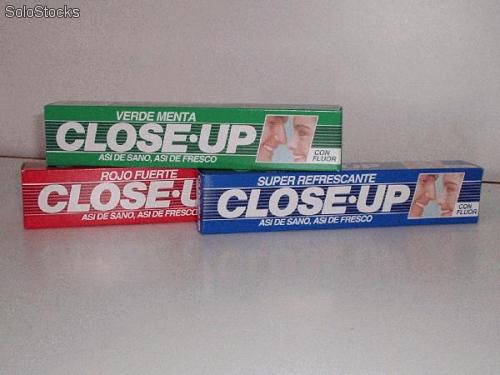 SoloStocks
VERDE MENTA
CLOSE·UP
ASI DE SANO, ASI DE FRESCO
CON
FLUOR
ROJO FUERTE
CLOSE·U
ASI DE SANO, ASI DE FRESCO
SUPER REFRESCANTE
CLOSE·UP
ASI DE SANO, ASI DE FRESCO
CON
FLUOR